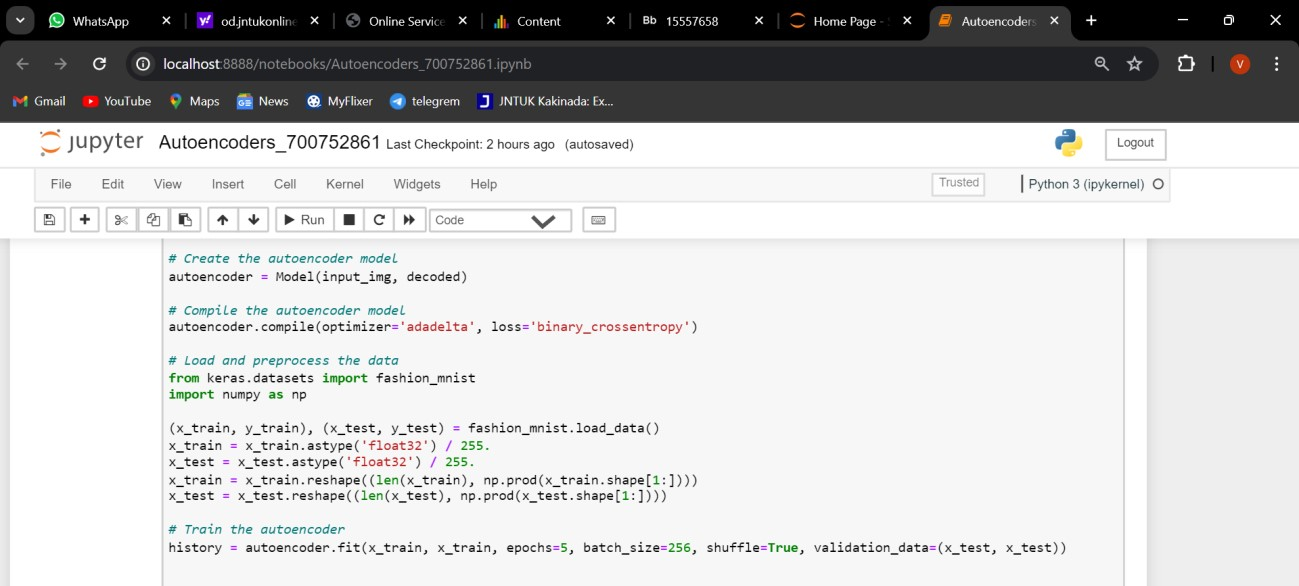 WhatsApp
od.jntukonline
Online Service
Content
Bb 15557658
Home Page -
Autoencoders
localhost:8888/notebooks/Autoencoders_700752861.ipynb
V
Gmail YouTube Maps News MyFlixer telegrem JNTUK Kakinada: Ex...
jupyter Autoencoders_700752861 Last Checkpoint: 2 hours ago (autosaved)
Logout
File Edit View Insert Cell Kernel Widgets Help
Trusted
Python 3 (ipykernel)
Run
Code
# Create the autoencoder model
autoencoder = Model(input_img, decoded)
# Compile the autoencoder model
autoencoder.compile(optimizer='adadelta', loss='binary_crossentropy')
# Load and preprocess the data
from keras.datasets import fashion_mnist
import numpy as np
(x_train, y_train), (x_test, y_test) = fashion_mnist.load_data()
x_train = x_train.astype('float32') / 255.
x_test = x_test.astype('float32') / 255.
x_train = x_train.reshape((len(x_train), np.prod(x_train.shape[1:])))
x_test = x_test.reshape((len(x_test), np.prod(x_test.shape[1:])))
# Train the autoencoder
history = autoencoder.fit(x_train, x_train, epochs=5, batch_size=256, shuffle=True, validation_data=(x_test, x_test))